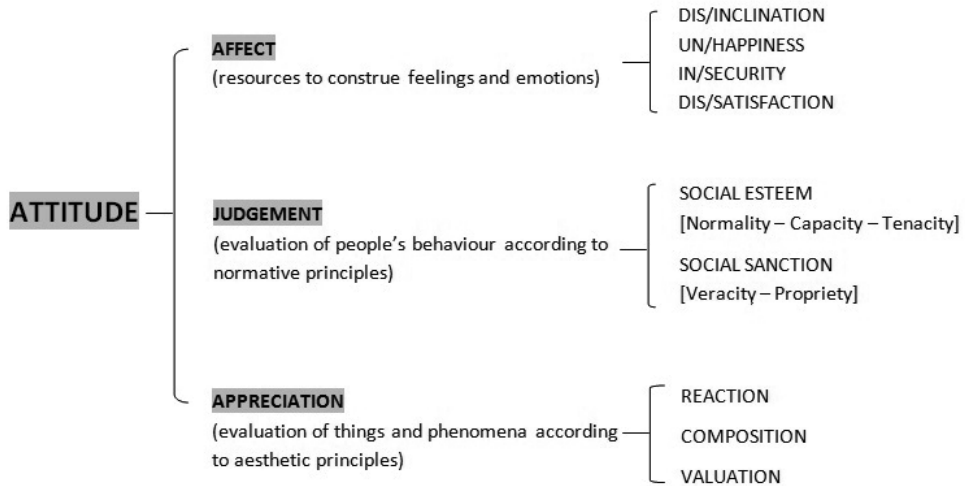 ATTITUDE
AFFECT
(resources to construe feelings and emotions)
DIS/INCLINATION
UN/HAPPINESS
IN/SECURITY
DIS/SATISFACTION
JUDGEMENT
(evaluation of people's behaviour according to
normative principles)
SOCIAL ESTEEM
[Normality – Capacity – Tenacity]
SOCIAL SANCTION
[Veracity – Propriety]
APPRECIATION
(evaluation of things and phenomena according
to aesthetic principles)
REACTION
COMPOSITION
VALUATION